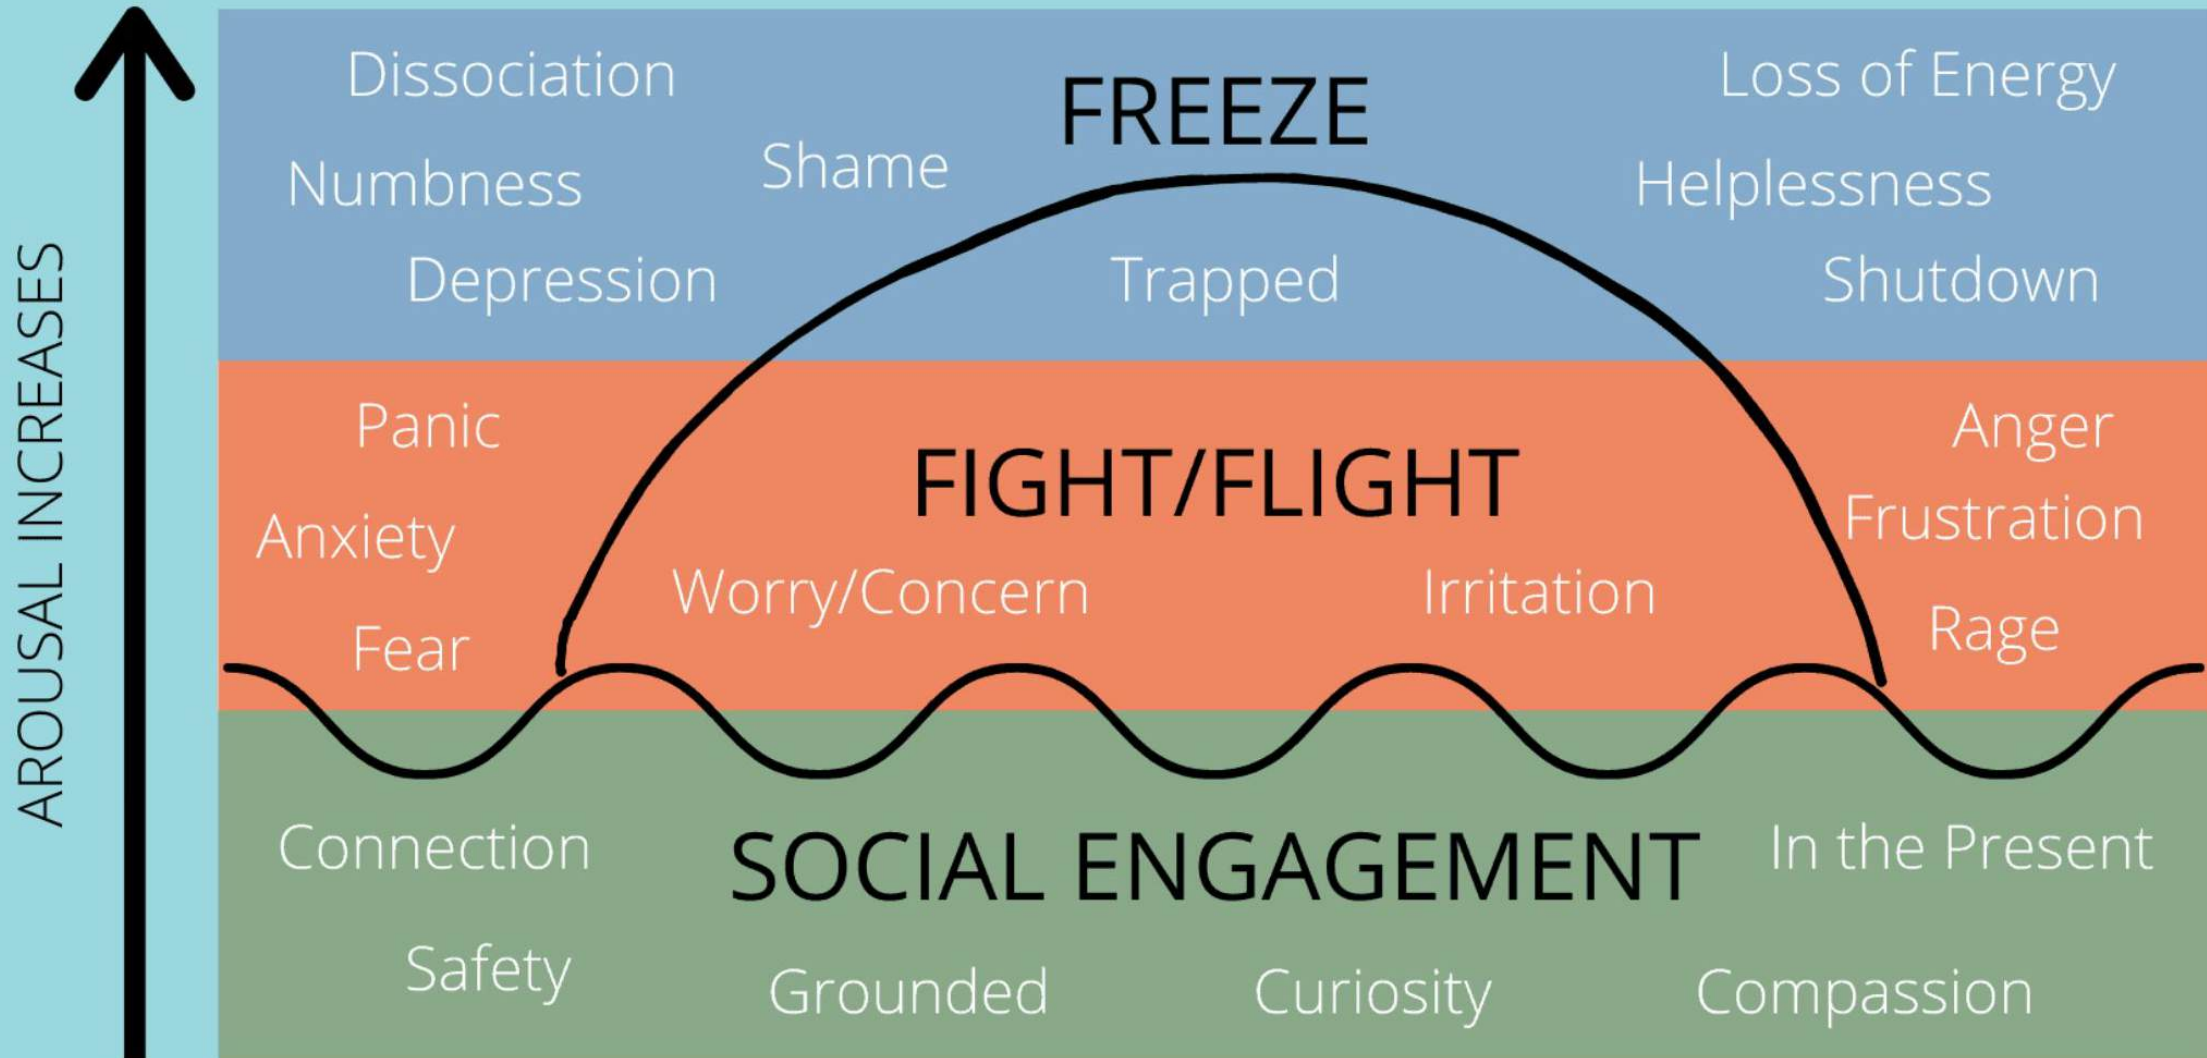 AROUSAL INCREASES
Dissociation
FREEZE
Loss of Energy
Numbness
Shame
Helplessness
Depression
Trapped
Shutdown
Panic
Anger
FIGHT/FLIGHT
Anxiety
Frustration
Worry/Concern
Irritation
Fear
Rage
Connection
SOCIAL ENGAGEMENT
In the Present
Safety
Grounded
Curiosity
Compassion